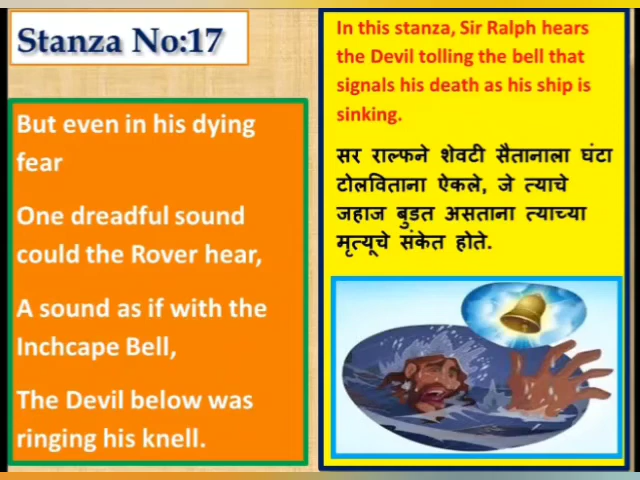 Stanza No:17
But even in his dying
fear
One dreadful sound
could the Rover hear,
A sound as if with the
Inchcape Bell,
The Devil below was
ringing his knell.
In this stanza, Sir Ralph hears
the Devil tolling the bell that
signals his death as his ship is
sinking.
सर राल्फने शेवटी सैतानाला घंटा
टोलविताना ऐकले, जे त्याचे
जहाज बुडत असताना त्याच्या
मृत्यूचे संकेत होते.